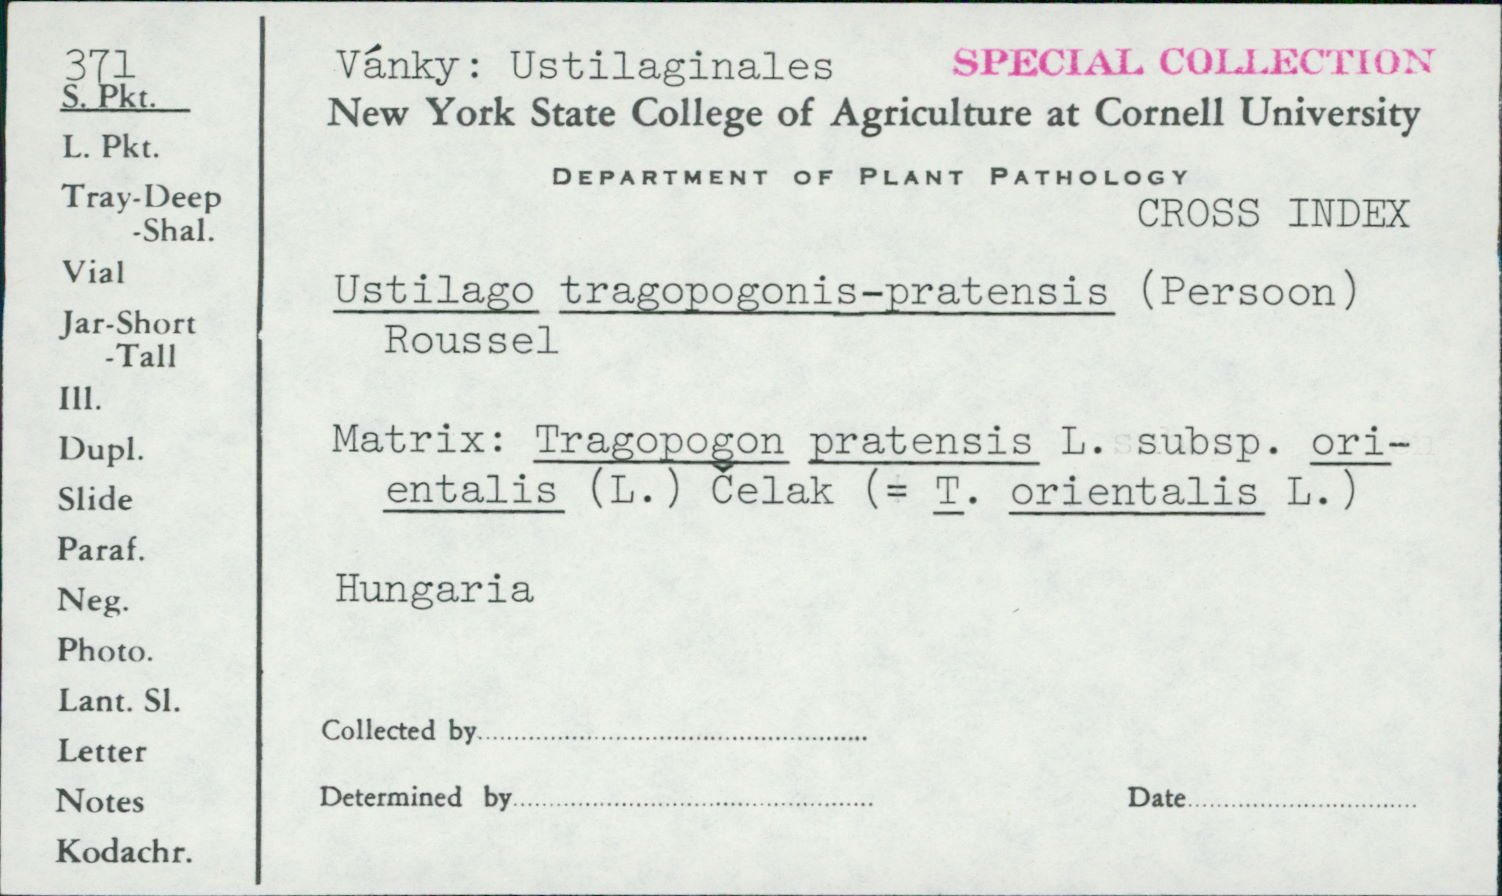 371
S. Pkt.
L. Pkt.
Tray-Deep
-Shal.
Vial
Jar-Short
-Tall
Ill.
Dupl.
Slide
Paraf.
Neg.
Photo.
Lant. Sl.
Letter
Notes
Kodachr.
Vánky: Ustilaginales SPECIAL COLLECTION
New York State College of Agriculture at Cornell University
DEPARTMENT OF PLANT PATHOLOGY
CROSS INDEX
Ustilago tragopogonis-pratensis (Persoon)
Roussel
Matrix: Tragopogon pratensis L. subsp. ori-
entalis (L.) Čelak (= T. orientalis L.)
Hungaria
Collected by
Determined by Date